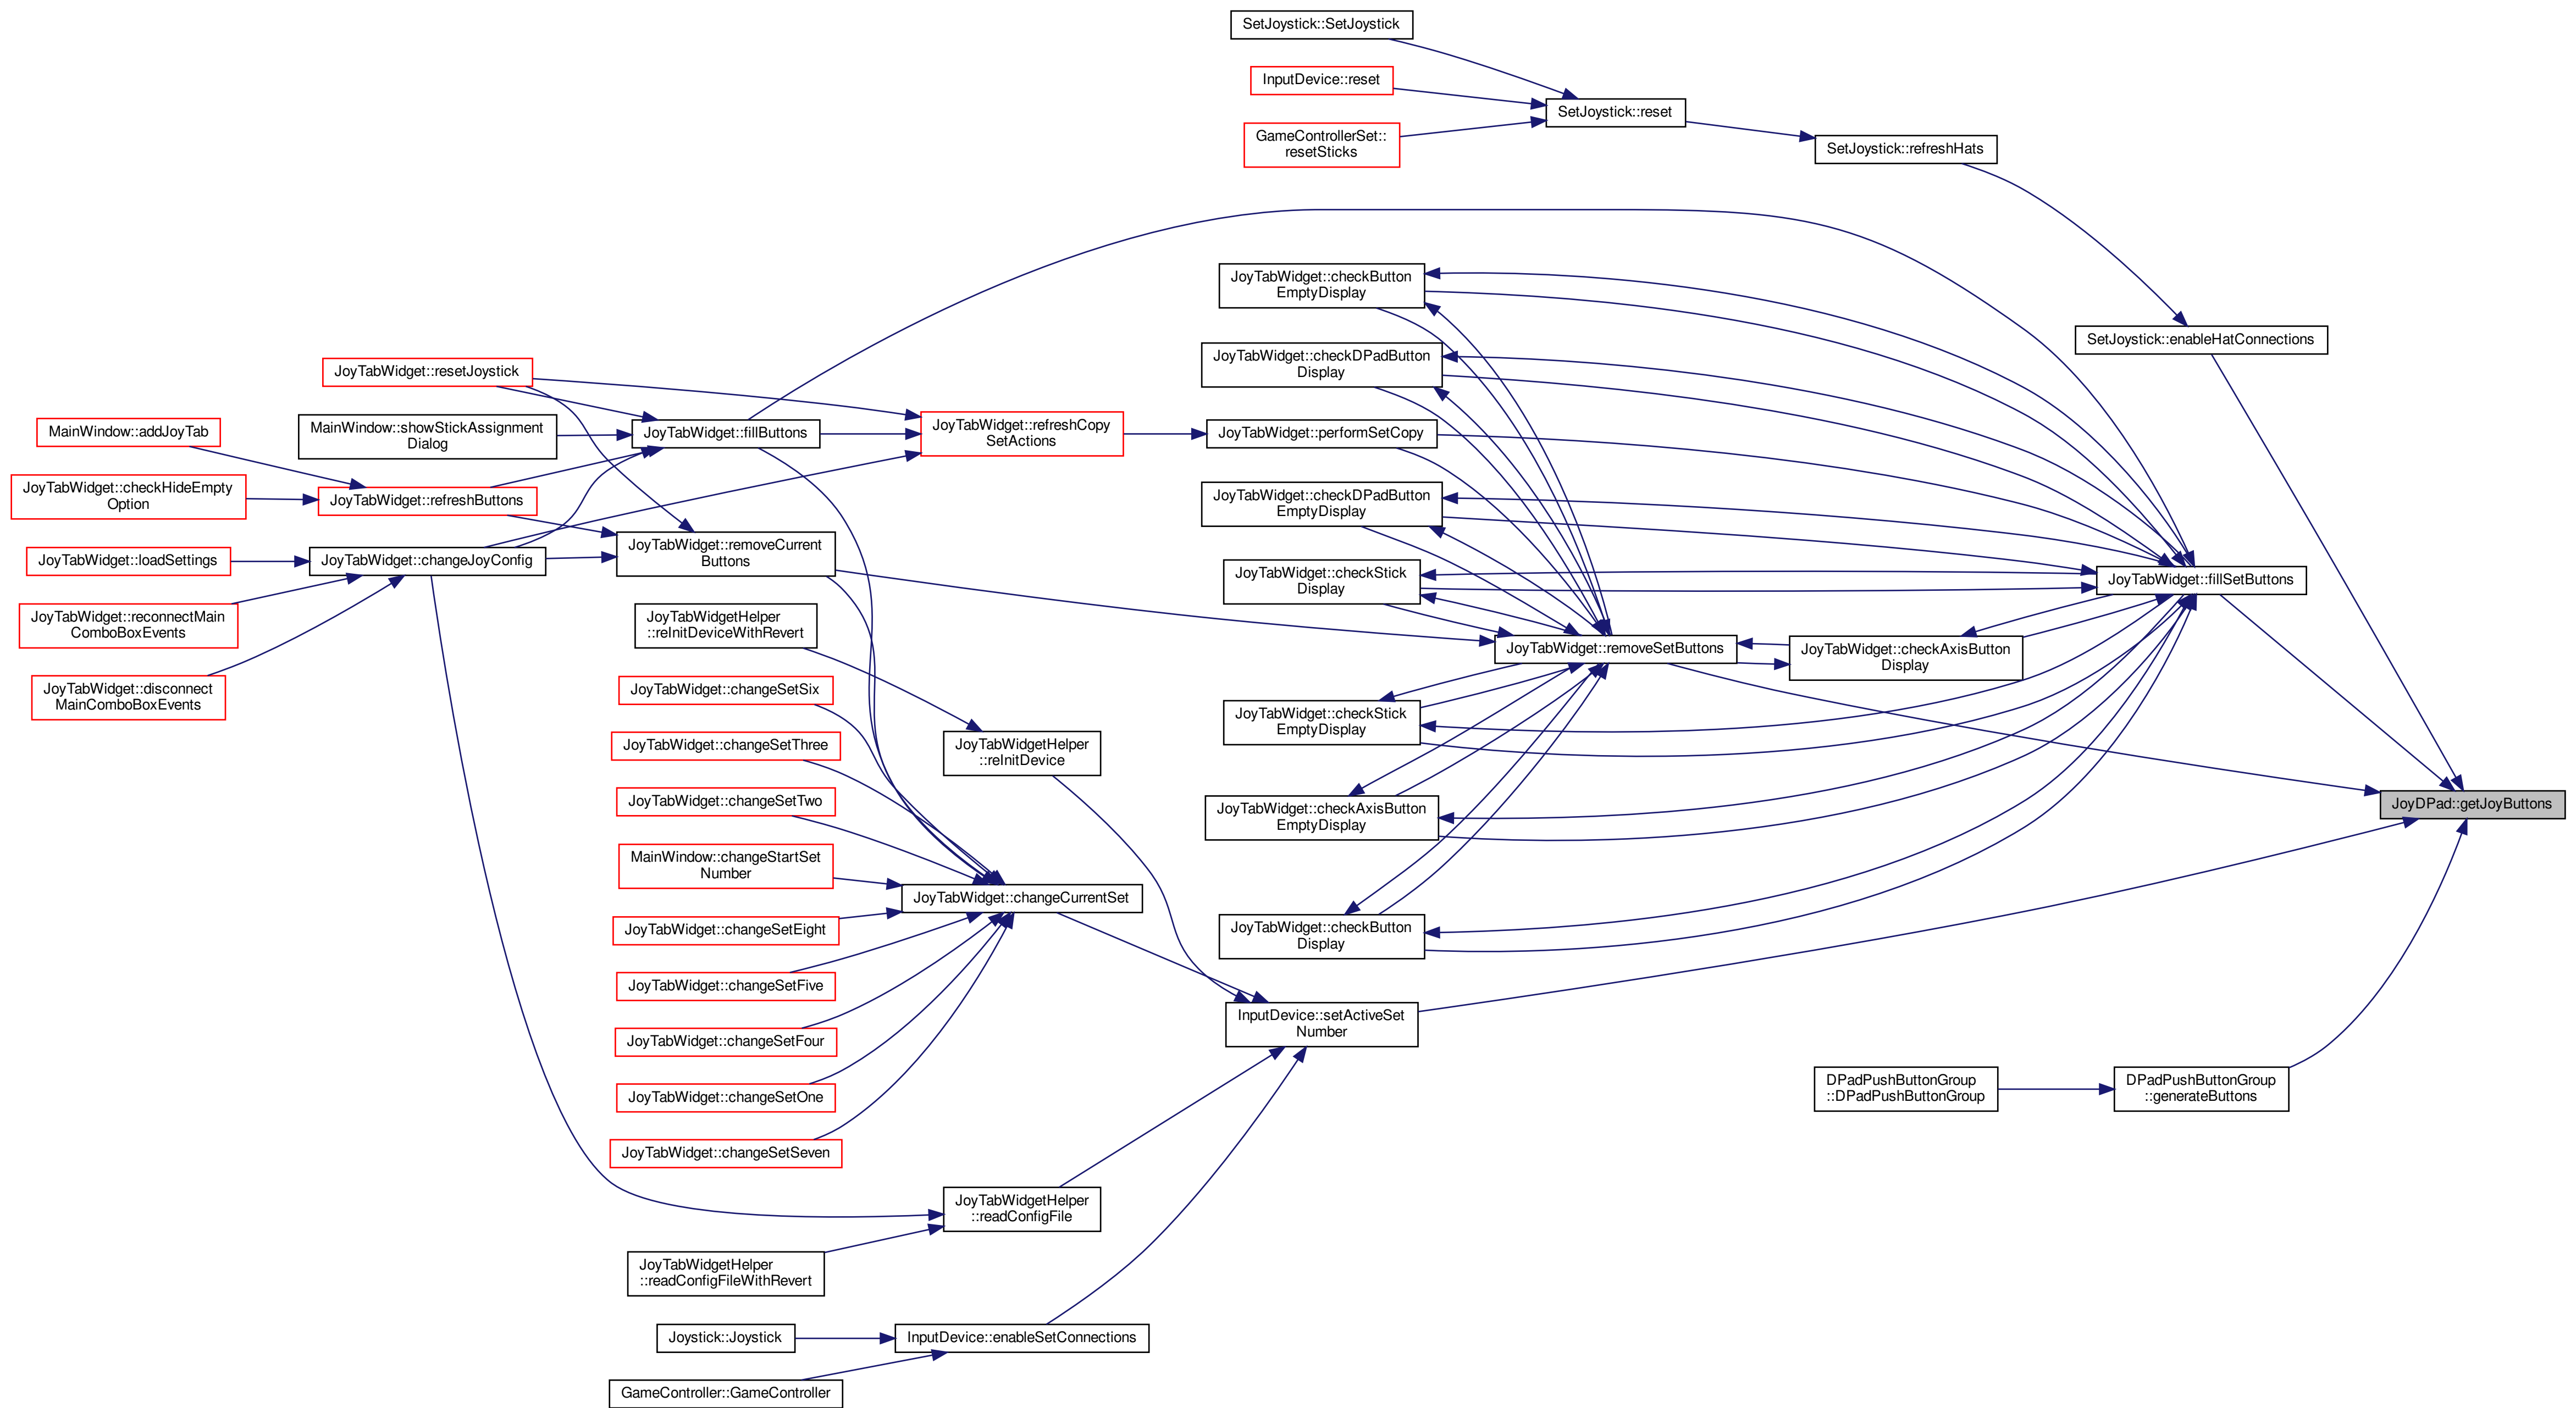 SetJoystick::SetJoystick
InputDevice::reset
SetJoystick::reset
GameControllerSet::
resetSticks
SetJoystick::refreshHats
JoyTabWidget::checkButton
EmptyDisplay
SetJoystick::enableHatConnections
JoyTabWidget::checkDPadButton
Display
JoyTabWidget::resetJoystick
MainWindow::addJoyTab
MainWindow::showStickAssignment
Dialog
JoyTabWidget::fillButtons
JoyTabWidget::refreshCopy
SetActions
JoyTabWidget::performSetCopy
JoyTabWidget::checkHideEmpty
Option
JoyTabWidget::refreshButtons
JoyTabWidget::checkDPadButton
EmptyDisplay
JoyTabWidget::loadSettings
JoyTabWidget::changeJoyConfig
JoyTabWidget::removeCurrent
Buttons
JoyTabWidget::checkStick
Display
JoyTabWidget::fillSetButtons
JoyTabWidget::reconnectMain
ComboBoxEvents
JoyTabWidgetHelper
::reInitDeviceWithRevert
JoyTabWidget::removeSetButtons
JoyTabWidget::checkAxisButton
Display
JoyTabWidget::disconnect
MainComboBoxEvents
JoyTabWidget::changeSetSix
JoyTabWidget::checkStick
EmptyDisplay
JoyTabWidget::changeSetThree
JoyTabWidgetHelper
::reInitDevice
JoyTabWidget::changeSetTwo
JoyTabWidget::checkAxisButton
EmptyDisplay
JoyDPad::getJoyButtons
MainWindow::changeStartSet
Number
JoyTabWidget::changeCurrentSet
JoyTabWidget::changeSetEight
JoyTabWidget::checkButton
Display
JoyTabWidget::changeSetFive
InputDevice::setActiveSet
Number
JoyTabWidget::changeSetFour
JoyTabWidget::changeSetOne
DPadPushButtonGroup
::DPadPushButtonGroup
DPadPushButtonGroup
::generateButtons
JoyTabWidget::changeSetSeven
JoyTabWidgetHelper
::readConfigFile
JoyTabWidgetHelper
::readConfigFileWithRevert
Joystick::Joystick
InputDevice::enableSetConnections
GameController::GameController